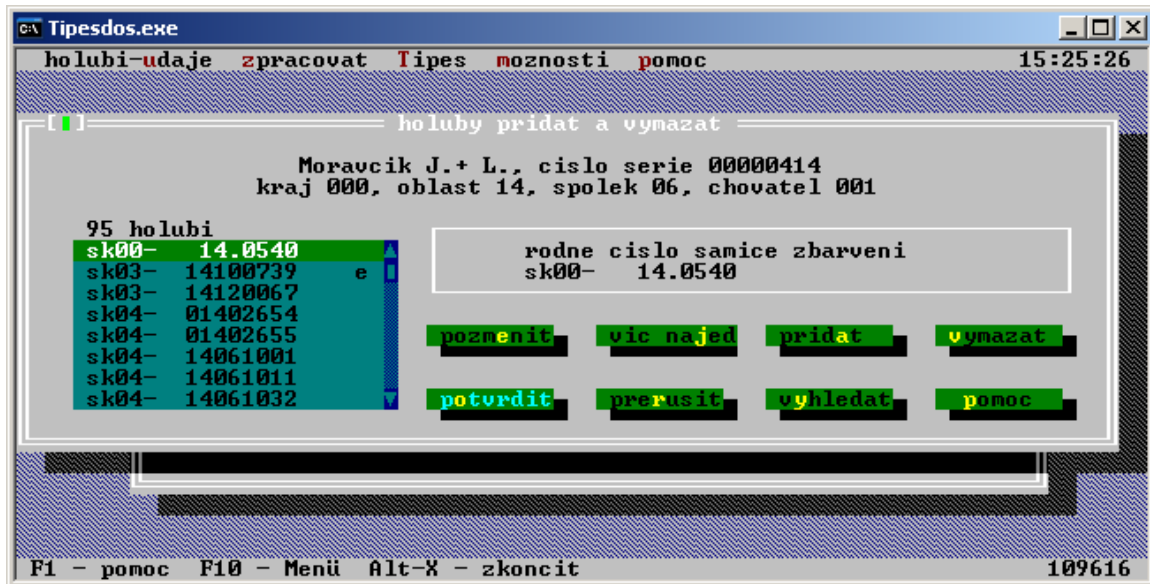 Tipesdos.exe
holubi-udaje zpracovat Tipes moznosti pomoc 15:25:26
holuby pridat a vymazat
Moravcik J.+ L., cislo serie 00000414
kraj 000, oblast 14, spolek 06, chovatel 001
95 holubi
sk00- 14.0540
sk03- 14100739 e
sk03- 14120067
sk04- 01402654
sk04- 01402655
sk04- 14061001
sk04- 14061011
sk04- 14061032
rodne cislo samice zbarveni
sk00- 14.0540
pozmenit vic najed pridat vymazat
potvrdit prerusit vyhledat pomoc
F1 - pomoc F10 - Menü Alt-X - zkoncit 109616